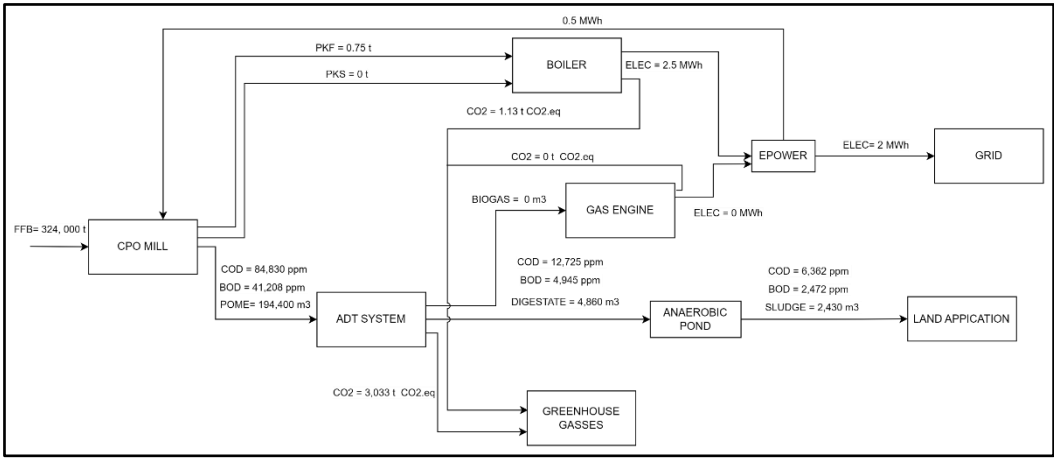 0.5 MWh
PKF = 0.75 t
BOILER
ELEC = 2.5 MWh
PKS = 0 t
CO2 = 1.13 t CO2.eq
CO2 = 0 t CO2.eq
EPOWER
ELEC= 2 MWh
GRID
BIOGAS = 0 m3
GAS ENGINE
ELEC = 0 MWh
FFB= 324, 000 t
CPO MILL
COD = 84,830 ppm
BOD = 41,208 ppm
POME= 194,400 m3
COD = 12,725 ppm
BOD = 4,945 ppm
DIGESTATE = 4,860 m3
COD = 6,362 ppm
BOD = 2,472 ppm
SLUDGE = 2,430 m3
ADT SYSTEM
ANAEROBIC
POND
LAND APPICATION
CO2 = 3,033 t CO2.eq
GREENHOUSE
GASSES